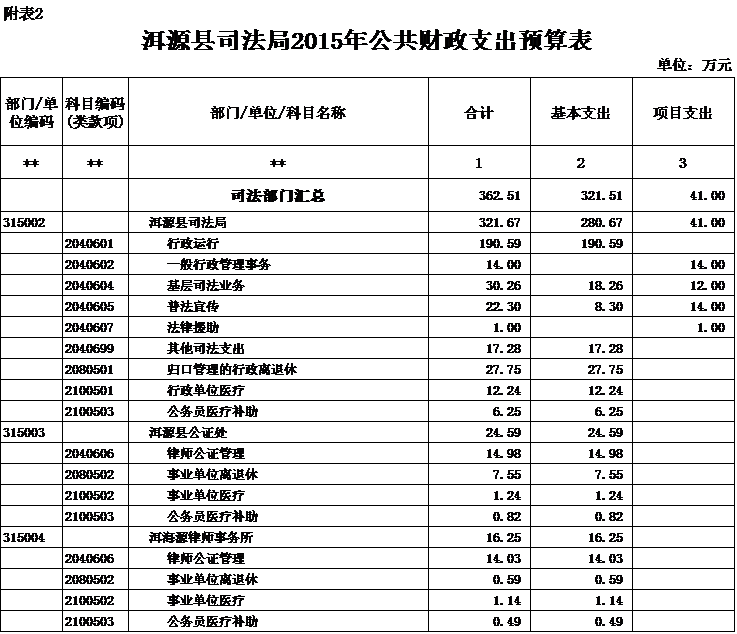 附表2
洱源县司法局2015年公共财政支出预算表
单位：万元
部门/单位编码 科目编码(类款项) 部门/单位/科目名称 合计 基本支出 项目支出
** ** ** 1 2 3
司法部门汇总 362.51 321.51 41.00
315002 洱源县司法局 321.67 280.67 41.00
2040601 行政运行 190.59 190.59
2040602 一般行政管理事务 14.00 14.00
2040604 基层司法业务 30.26 18.26 12.00
2040605 普法宣传 22.30 8.30 14.00
2040607 法律援助 1.00 1.00
2040699 其他司法支出 17.28 17.28
2080501 归口管理的行政离退休 27.75 27.75
2100501 行政单位医疗 12.24 12.24
2100503 公务员医疗补助 6.25 6.25
315003 洱源县公证处 24.59 24.59
2040606 律师公证管理 14.98 14.98
2080502 事业单位离退休 7.55 7.55
2100502 事业单位医疗 1.24 1.24
2100503 公务员医疗补助 0.82 0.82
315004 洱海源律师事务所 16.25 16.25
2040606 律师公证管理 14.03 14.03
2080502 事业单位离退休 0.59 0.59
2100502 事业单位医疗 1.14 1.14
2100503 公务员医疗补助 0.49 0.49